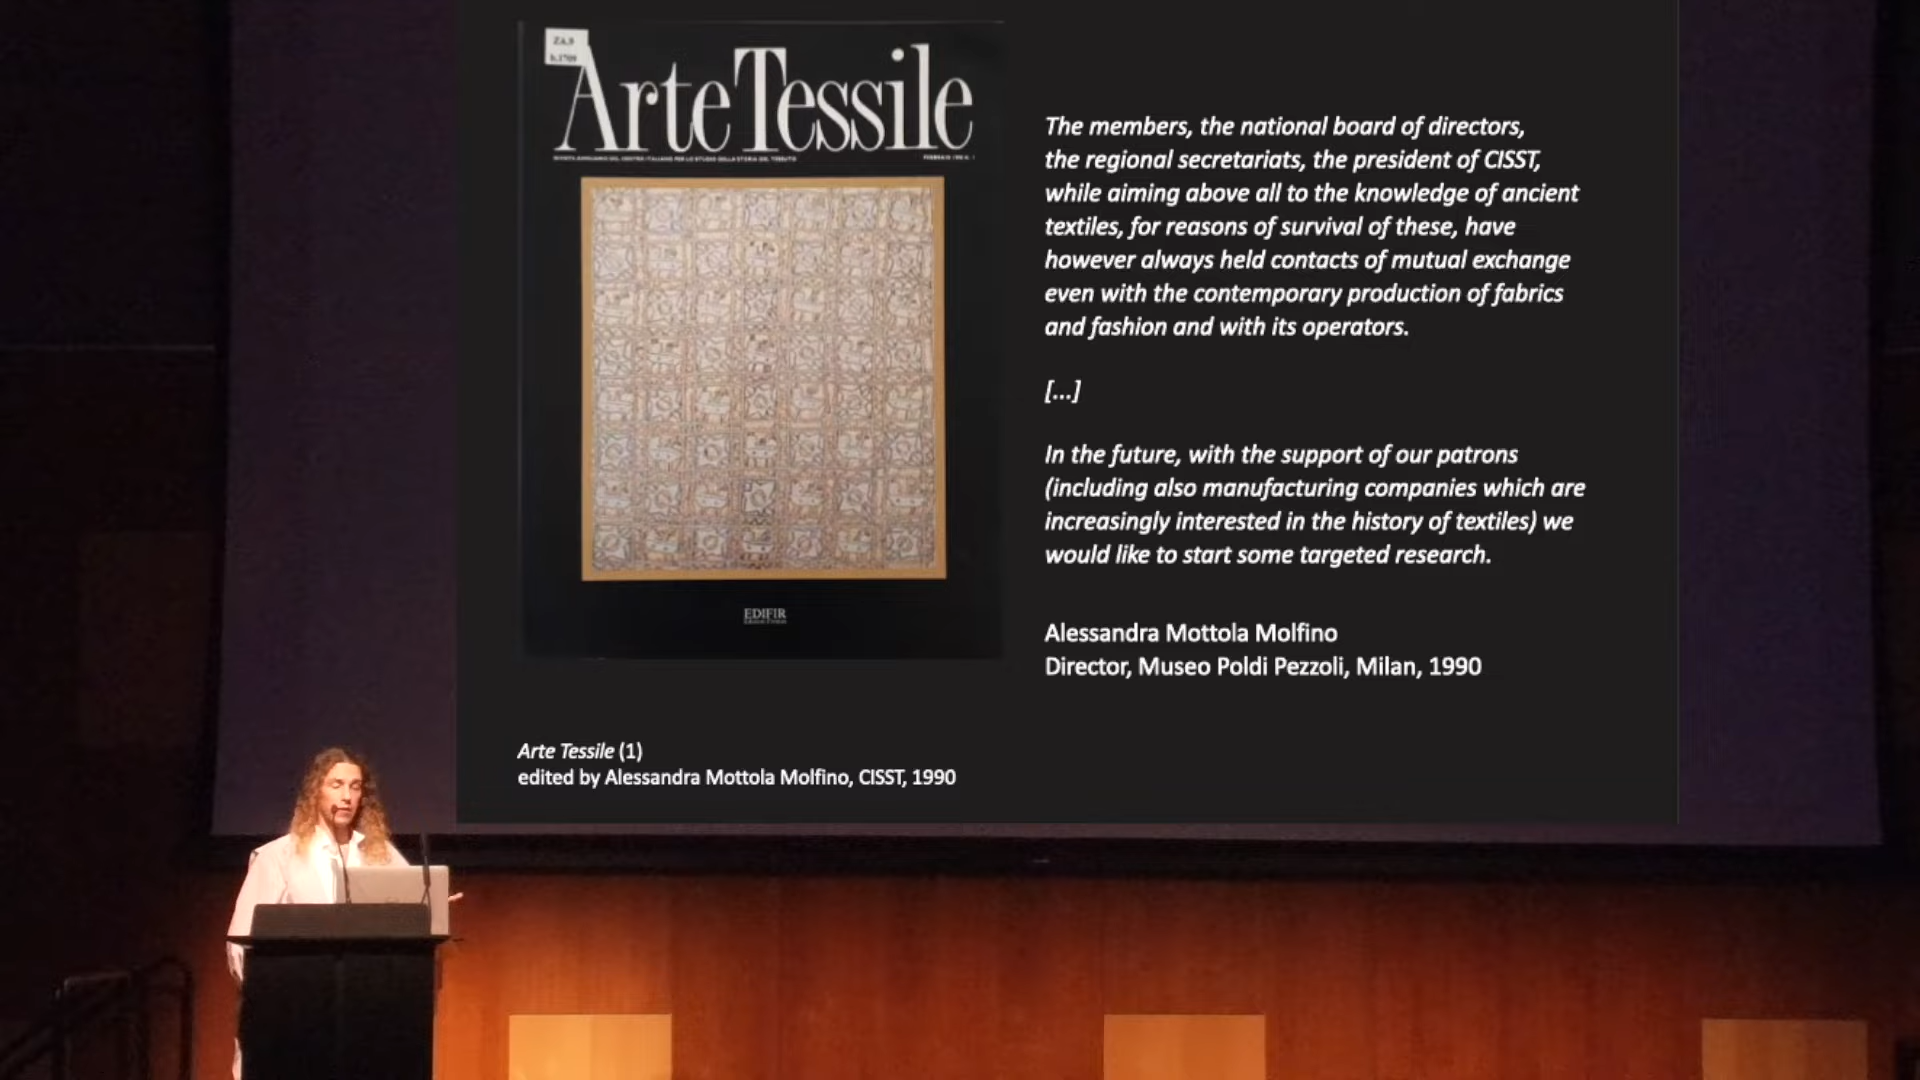 ZA.9
ArteTessile
The members, the national board of directors,
the regional secretariats, the president of CISST,
while aiming above all to the knowledge of ancient
textiles, for reasons of survival of these, have
however always held contacts of mutual exchange
even with the contemporary production of fabrics
and fashion and with its operators.
[...]
In the future, with the support of our patrons
(including also manufacturing companies which are
increasingly interested in the history of textiles) we
would like to start some targeted research.
Alessandra Mottola Molfino
Director, Museo Poldi Pezzoli, Milan, 1990
EDIFIR
Arte Tessile (1)
edited by Alessandra Mottola Molfino, CISST, 1990